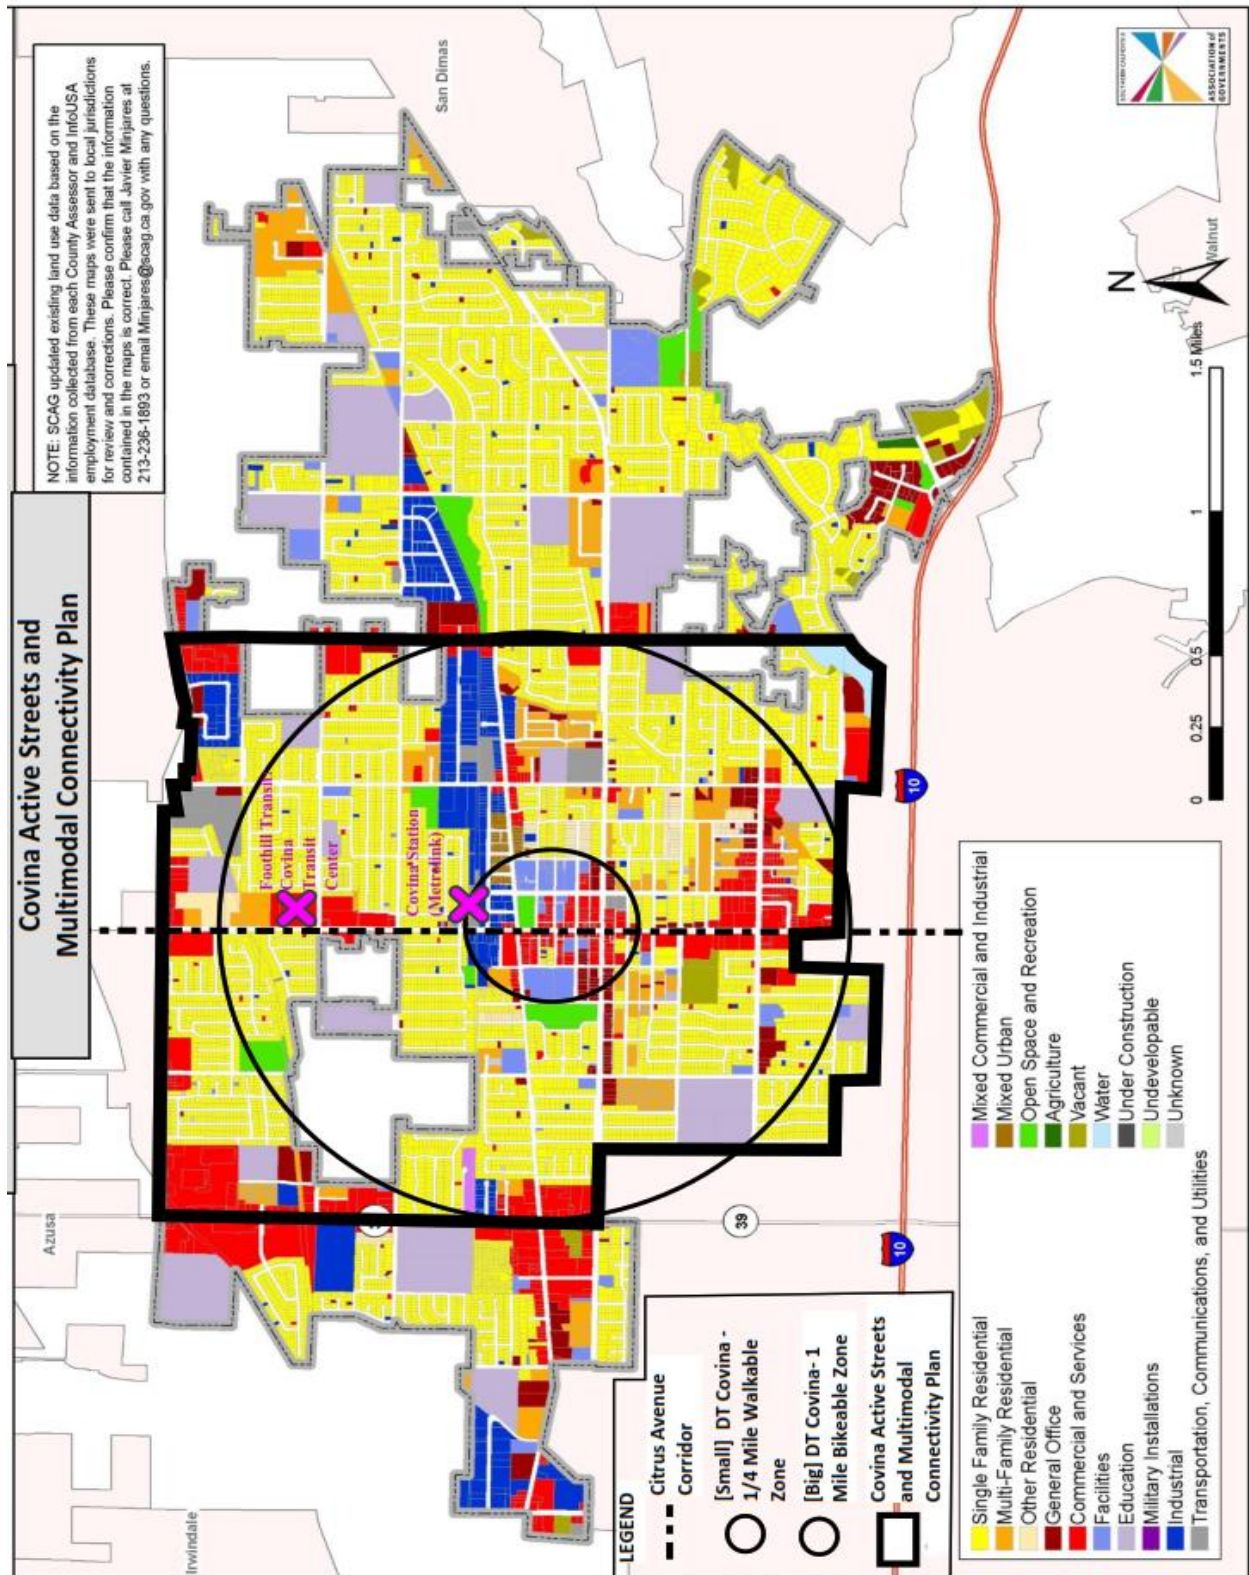 Covina Active Streets and
Multimodal Connectivity Plan
NOTE: SCAG updated existing land use data based on the
information collected from each County Assessor and InfoUSA
employment database. These maps were sent to local jurisdictions
for review and corrections. Please confirm that the information
contained in the maps is correct. Please call Javier Minjares at
213-236-1893 or email Minjares@scag.ca.gov with any questions.
Azusa
San Dimas
Irwindale
Walnut
Foothill Transit
Covina
Transit
Center
Covina Station
(Metrolink)
39
10
10
N
0
0.25
0.5
1
1.5 Miles
SOUTHERN CALIFORNIA
ASSOCIATION of
GOVERNMENTS
LEGEND
Citrus Avenue
Corridor
[Small] DT Covina -
1/4 Mile Walkable
Zone
[Big] DT Covina- 1
Mile Bikeable Zone
Covina Active Streets
and Multimodal
Connectivity Plan
Single Family Residential
Multi-Family Residential
Other Residential
General Office
Commercial and Services
Facilities
Education
Military Installations
Industrial
Transportation, Communications, and Utilities
Mixed Commercial and Industrial
Mixed Urban
Open Space and Recreation
Agriculture
Vacant
Water
Under Construction
Undevelopable
Unknown